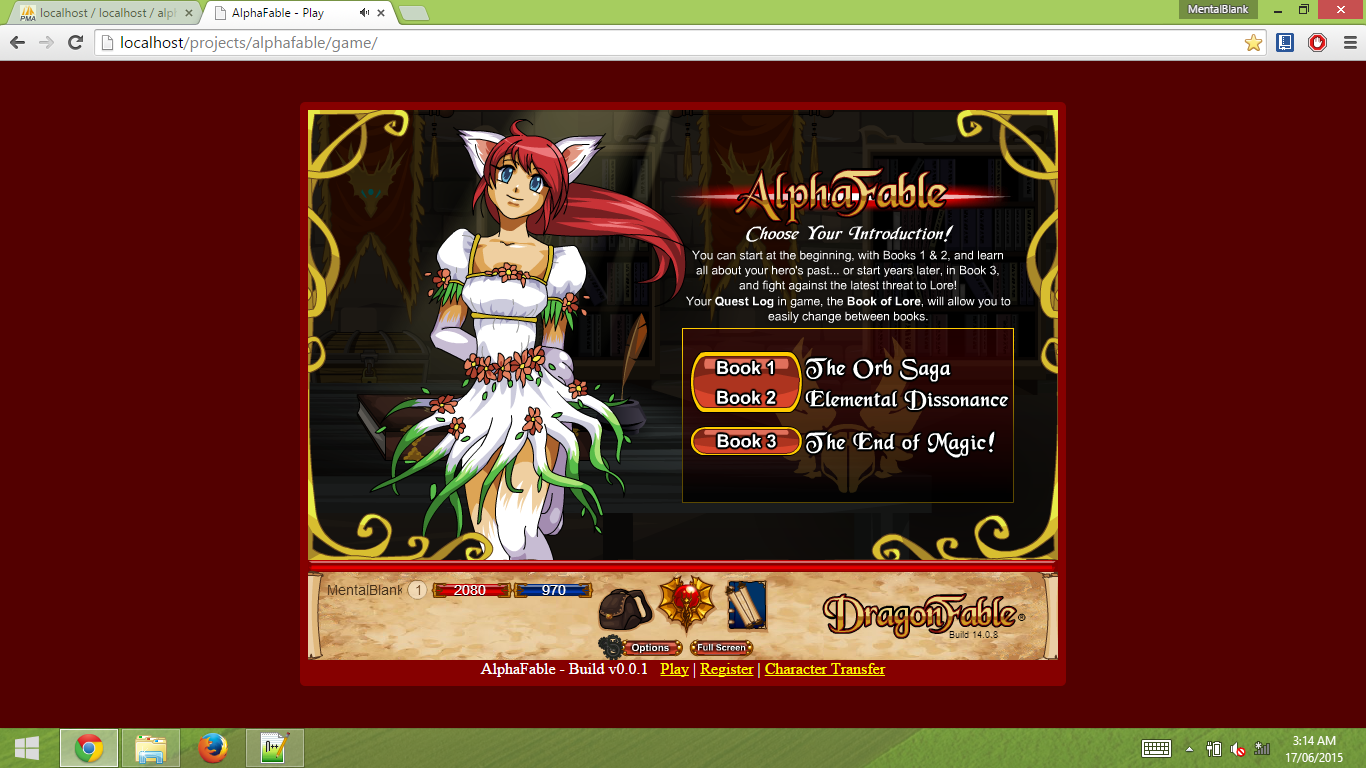 localhost / localhost / alp
AlphaFable - Play
MentalBlank
localhost/projects/alphafable/game/
AlphaFable
Choose Your Introduction!
You can start at the beginning, with Books 1 & 2, and learn
all about your hero's past... or start years later, in Book 3,
and fight against the latest threat to Lore!
Your Quest Log in game, the Book of Lore, will allow you to
easily change between books.
Book 1 The Orb Saga
Book 2 Elemental Dissonance
Book 3 The End of Magic!
MentalBlank 1 2080 970
DragonFable®
Build 14.0.8
Options Full Screen
AlphaFable - Build v0.0.1 Play | Register | Character Transfer
3:14 AM
17/06/2015